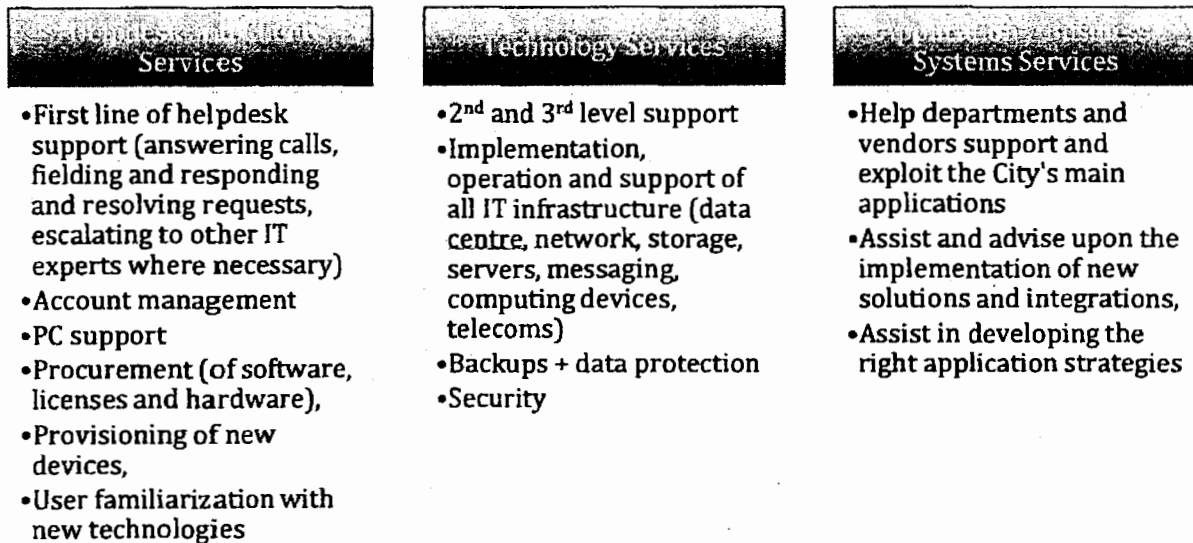 Helpdesk and Client
Services
•First line of helpdesk
support (answering calls,
fielding and responding
and resolving requests,
escalating to other IT
experts where necessary)
•Account management
•PC support
•Procurement (of software,
licenses and hardware),
•Provisioning of new
devices,
•User familiarization with
new technologies
Technology Services
•2nd and 3rd level support
•Implementation,
operation and support of
all IT infrastructure (data
centre, network, storage,
servers, messaging,
computing devices,
telecoms)
•Backups + data protection
•Security
Business
Systems Services
•Help departments and
vendors support and
exploit the City's main
applications
•Assist and advise upon the
implementation of new
solutions and integrations,
•Assist in developing the
right application strategies